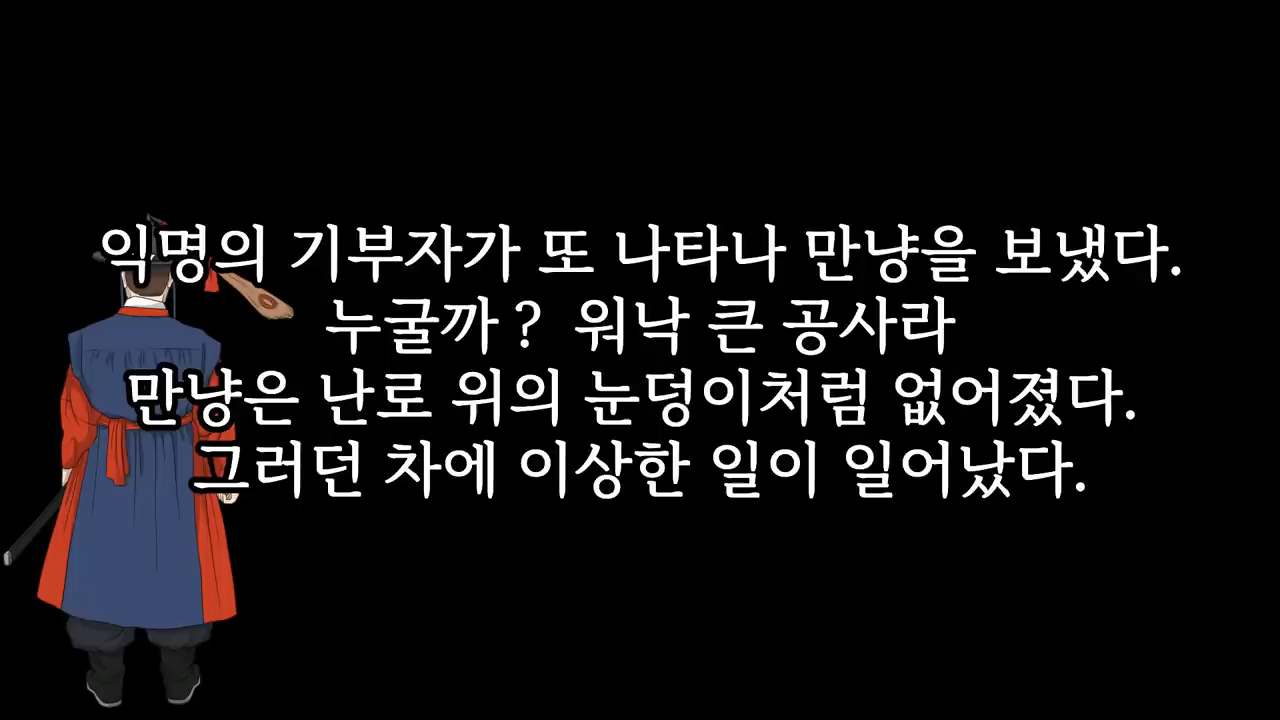 익명의 기부자가 또 나타나 만냥을 보냈다.
누굴까? 워낙 큰 공사라
만냥은 난로 위의 눈덩이처럼 없어졌다.
그러던 차에 이상한 일이 일어났다.